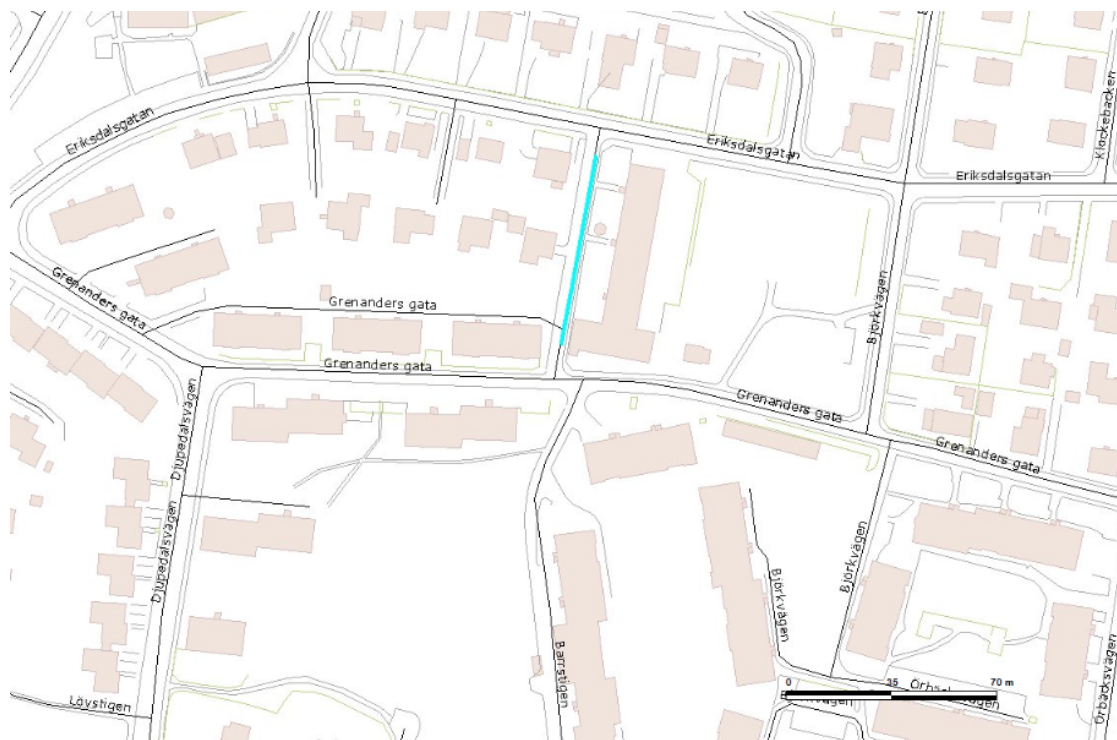 Eriksdalsgatan
Eriksdalsgatan
Klockebacken
Eriksdalsgatan
Grenanders gata
Grenanders gata
Björkvägen
Grenanders gata
Djupedalsvägen
Grenanders gata
Grenanders gata
Djupedalsvägen
Björkvägen
Björkvägen
Barrstigen
Örbäcksvägen
Lövstigen
0 35 70 m